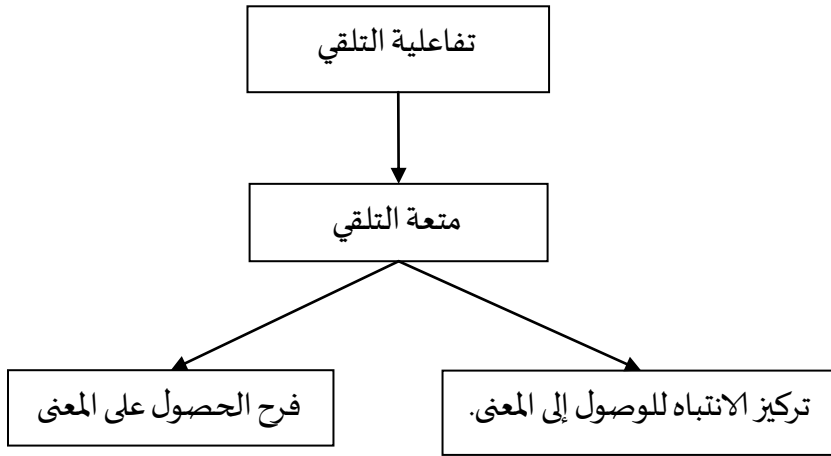 تفاعلية التلقي
متعة التلقي
تركيز الانتباه للوصول إلى المعنى.
فرح الحصول على المعنى